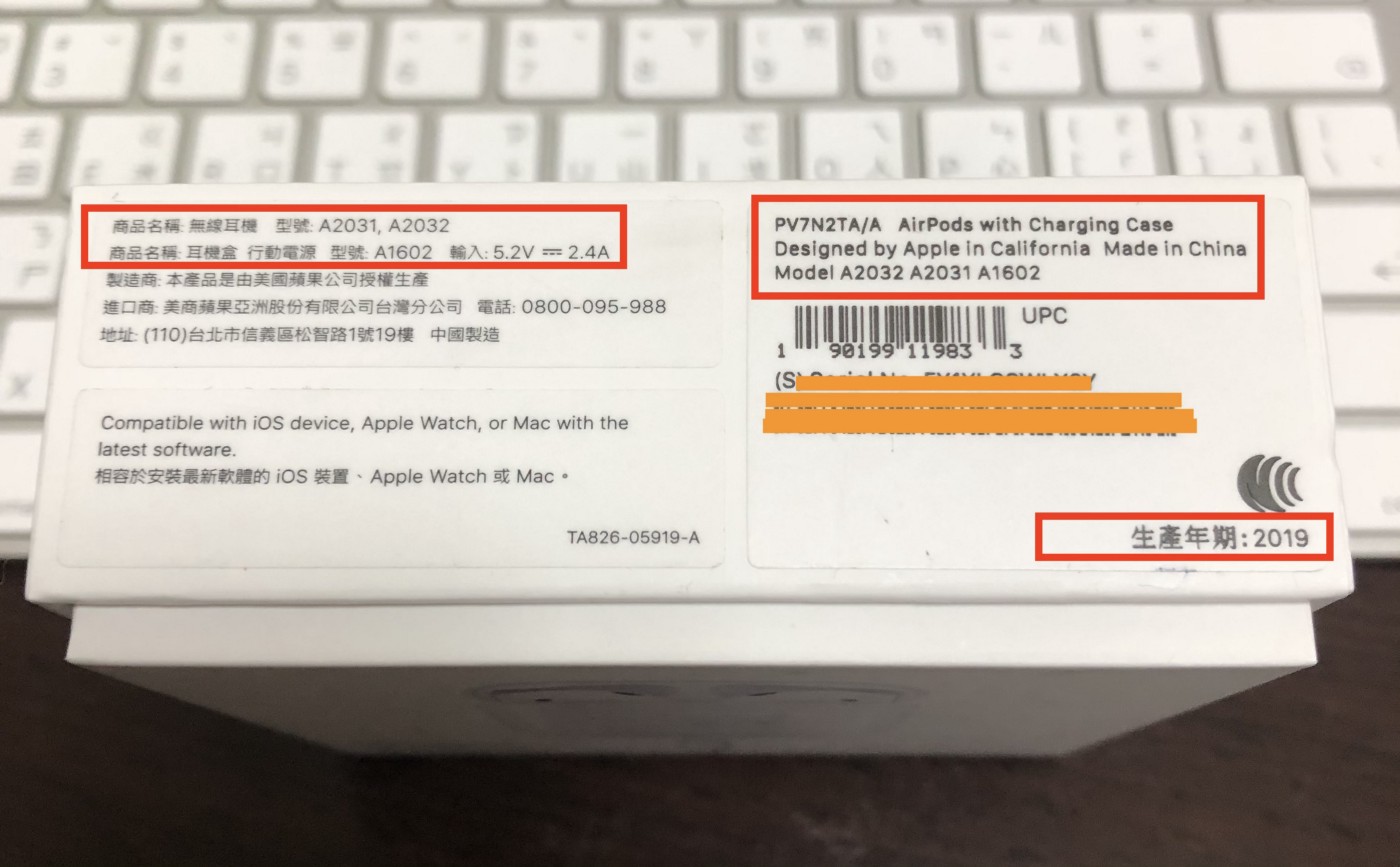 商品名稱: 無線耳機 型號: A2031, A2032
商品名稱: 耳機盒 行動電源 型號: A1602 輸入: 5.2V ⎓ 2.4A
製造商: 本產品是由美國蘋果公司授權生產
進口商: 美商蘋果亞洲股份有限公司台灣分公司 電話: 0800-095-988
地址: (110)台北市信義區松智路1號19樓 中國製造
Compatible with iOS device, Apple Watch, or Mac with the
latest software.
相容於安裝最新軟體的 iOS 裝置、Apple Watch 或 Mac。
TA826-05919-A
PV7N2TA/A AirPods with Charging Case
Designed by Apple in California Made in China
Model A2032 A2031 A1602
UPC
1 90199 11983 3
(S)
生產年期: 2019